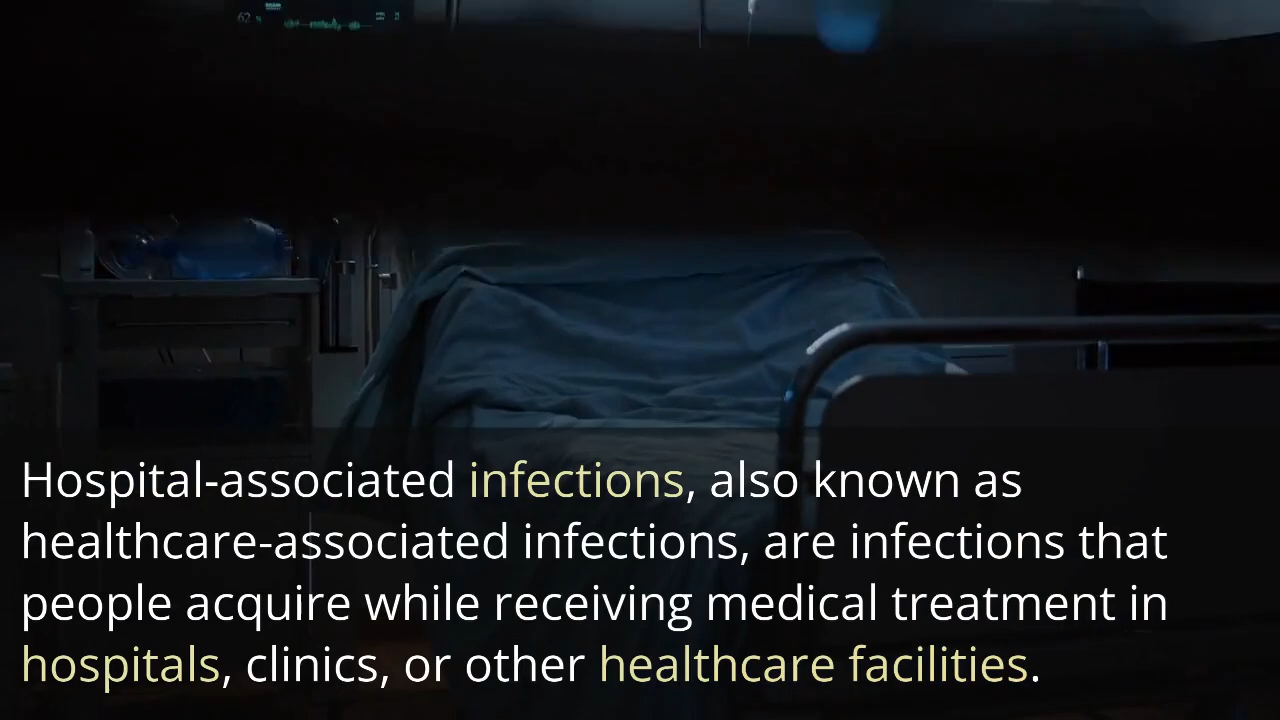 62 %
Hospital-associated infections, also known as
healthcare-associated infections, are infections that
people acquire while receiving medical treatment in
hospitals, clinics, or other healthcare facilities.